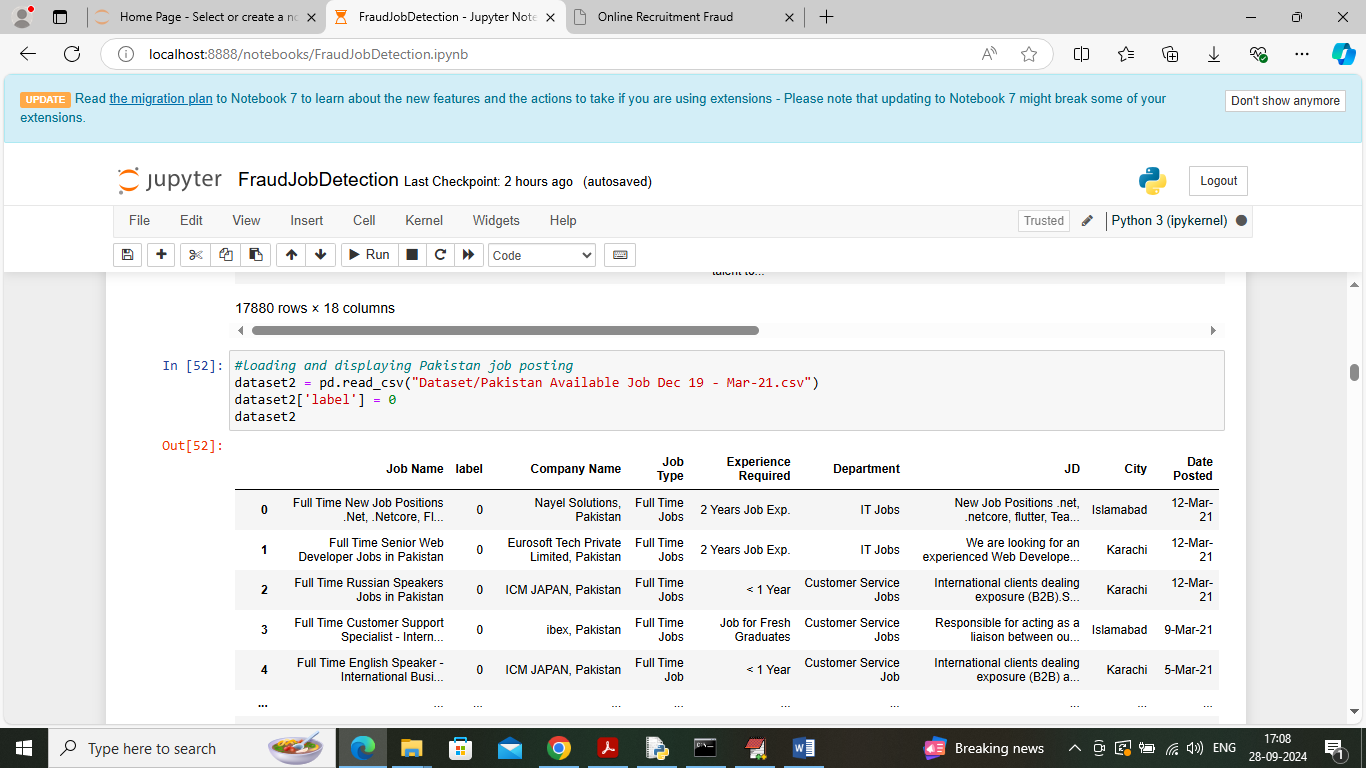 Home Page - Select or create a no
FraudJobDetection - Jupyter Note
Online Recruitment Fraud
localhost:8888/notebooks/FraudJobDetection.ipynb
UPDATE Read the migration plan to Notebook 7 to learn about the new features and the actions to take if you are using extensions - Please note that updating to Notebook 7 might break some of your
extensions.
Don't show anymore
jupyter FraudJobDetection Last Checkpoint: 2 hours ago (autosaved)
Logout
File Edit View Insert Cell Kernel Widgets Help
Trusted Python 3 (ipykernel)
Run Code
talent to...
17880 rows × 18 columns
In [52]: #loading and displaying Pakistan job posting
dataset2 = pd.read_csv("Dataset/Pakistan Available Job Dec 19 - Mar-21.csv")
dataset2['label'] = 0
dataset2
Out[52]:
Job Name label Company Name Job Type Experience Required Department JD City Date Posted
0 Full Time New Job Positions .Net, .Netcore, Fl... 0 Nayel Solutions, Pakistan Full Time Jobs 2 Years Job Exp. IT Jobs New Job Positions .net, .netcore, flutter, Tea... Islamabad 12-Mar-21
1 Full Time Senior Web Developer Jobs in Pakistan 0 Eurosoft Tech Private Limited, Pakistan Full Time Jobs 2 Years Job Exp. IT Jobs We are looking for an experienced Web Develope... Karachi 12-Mar-21
2 Full Time Russian Speakers Jobs in Pakistan 0 ICM JAPAN, Pakistan Full Time Jobs < 1 Year Customer Service Jobs International clients dealing exposure (B2B).S... Karachi 12-Mar-21
3 Full Time Customer Support Specialist - Intern... 0 ibex, Pakistan Full Time Jobs Job for Fresh Graduates Customer Service Jobs Responsible for acting as a liaison between ou... Islamabad 9-Mar-21
4 Full Time English Speaker - International Busi... 0 ICM JAPAN, Pakistan Full Time Job < 1 Year Customer Service Job International clients dealing exposure (B2B) a... Karachi 5-Mar-21
... ... ... ... ... ... ... ... ... ...
Type here to search
Breaking news
ENG
17:08
28-09-2024
1